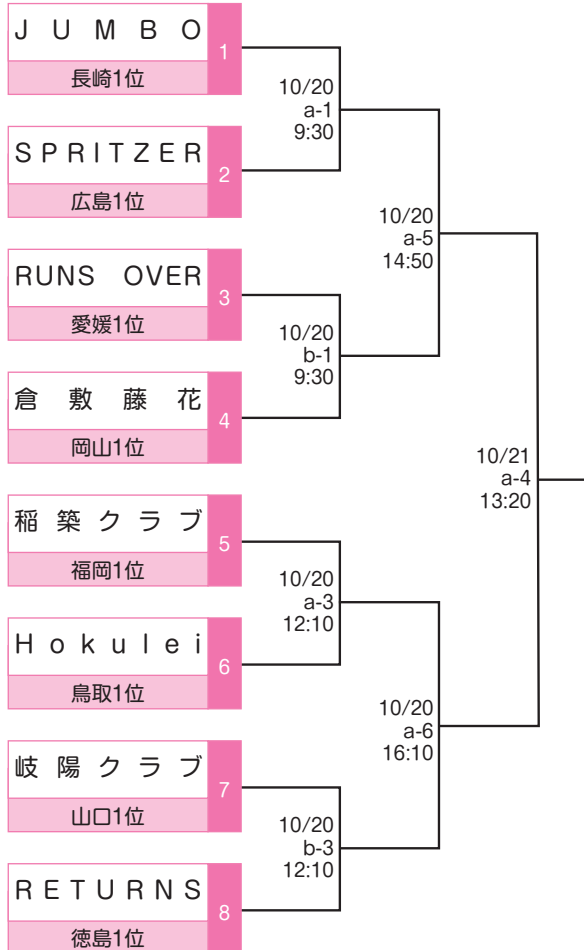 JUMBO
長崎1位
1
SPRITZER
広島1位
2
RUNS OVER
愛媛1位
3
倉敷藤花
岡山1位
4
稲築クラブ
福岡1位
5
Hokulei
鳥取1位
6
岐陽クラブ
山口1位
7
RETURNS
徳島1位
8
10/20
a-1
9:30
10/20
b-1
9:30
10/20
a-3
12:10
10/20
b-3
12:10
10/20
a-5
14:50
10/20
a-6
16:10
10/21
a-4
13:20